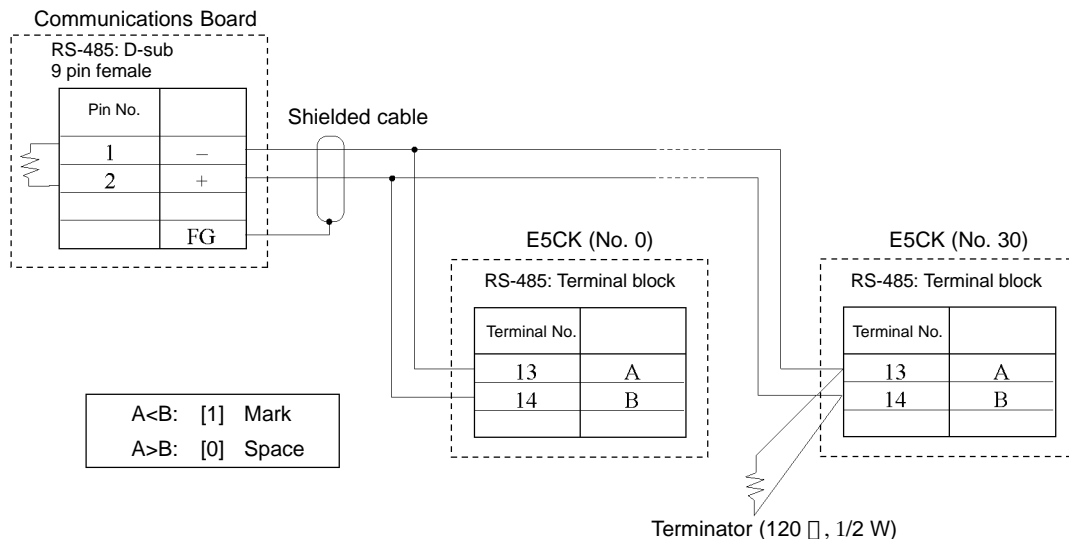 Communications Board
RS-485: D-sub
9 pin female
Pin No.
1 –
2 +
FG
Shielded cable
E5CK (No. 0)
RS-485: Terminal block
Terminal No.
13 A
14 B
E5CK (No. 30)
RS-485: Terminal block
Terminal No.
13 A
14 B
A<B: [1] Mark
A>B: [0] Space
Terminator (120 ▯, 1/2 W)